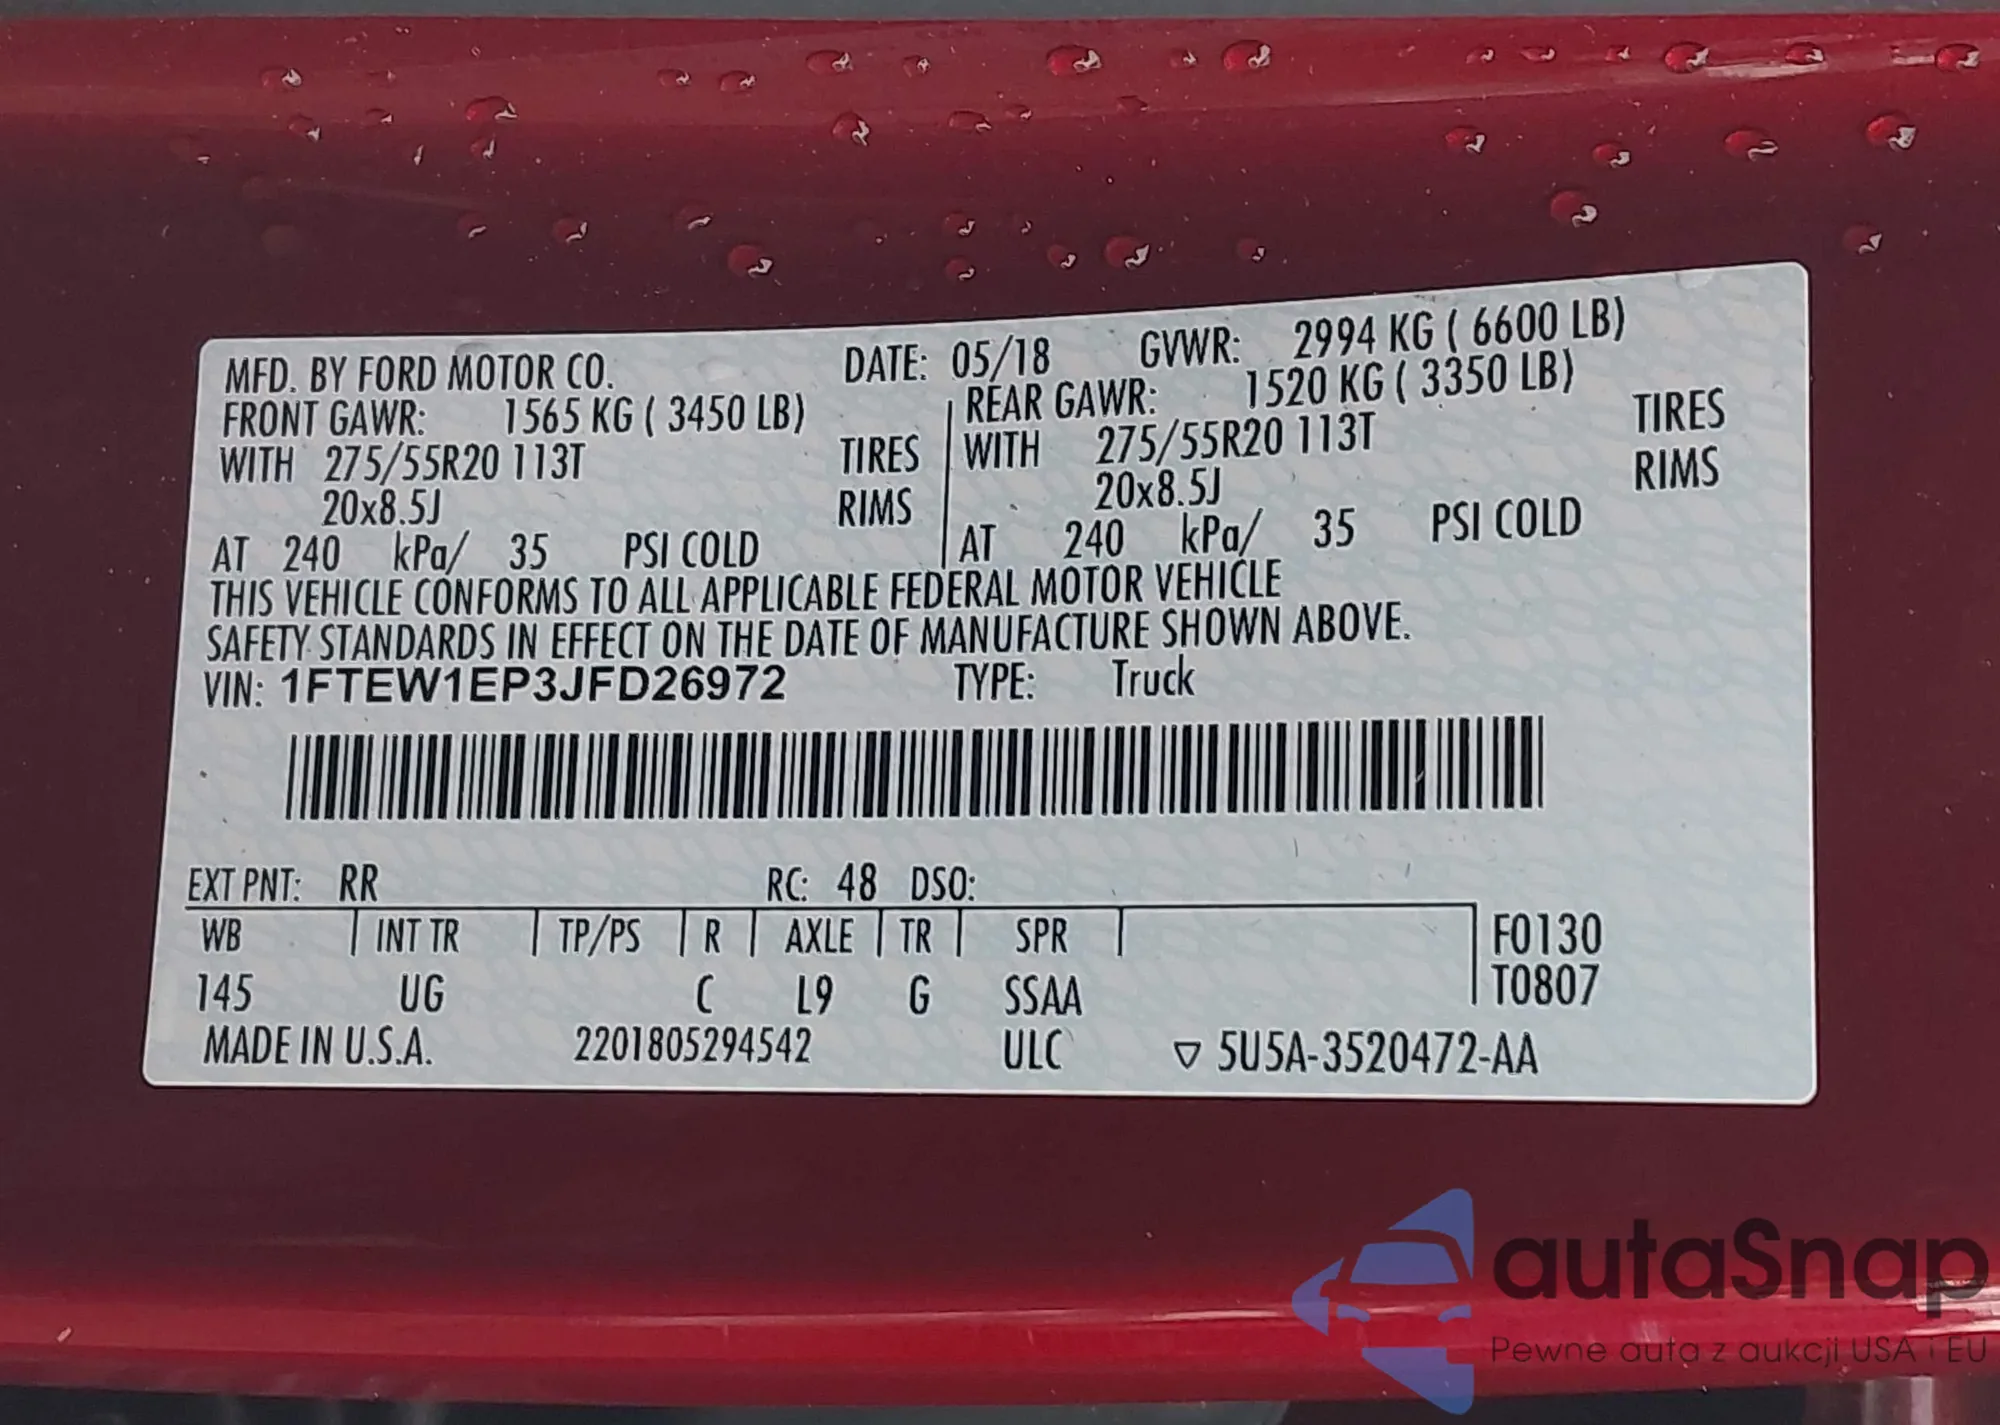 MFD. BY FORD MOTOR CO. DATE: 05/18 GVWR: 2994 KG ( 6600 LB)
FRONT GAWR: 1565 KG ( 3450 LB) REAR GAWR: 1520 KG ( 3350 LB)
WITH 275/55R20 113T TIRES WITH 275/55R20 113T TIRES
20x8.5J RIMS 20x8.5J RIMS
AT 240 kPa/ 35 PSI COLD AT 240 kPa/ 35 PSI COLD
THIS VEHICLE CONFORMS TO ALL APPLICABLE FEDERAL MOTOR VEHICLE
SAFETY STANDARDS IN EFFECT ON THE DATE OF MANUFACTURE SHOWN ABOVE.
VIN: 1FTEW1EP3JFD26972 TYPE: Truck
EXT PNT: RR RC: 48 DSO:
WB INT TR TP/PS R AXLE TR SPR F0130
145 UG C L9 G SSAA T0807
MADE IN U.S.A. 2201805294542 ULC ▽ 5U5A-3520472-AA
autaSnap
Pewne auta z aukcji USA i EU